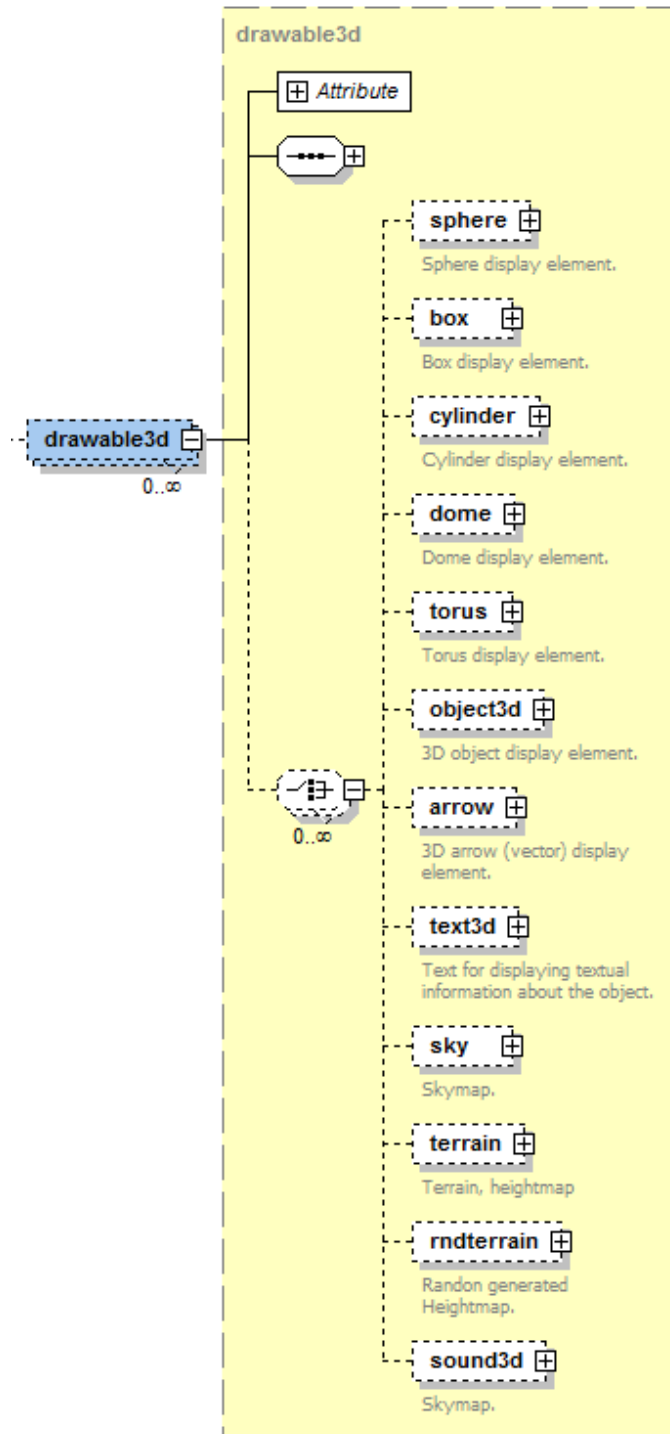 drawable3d
Attribute
sphere
Sphere display element.
box
Box display element.
cylinder
Cylinder display element.
drawable3d
0..∞
dome
Dome display element.
torus
Torus display element.
object3d
3D object display element.
0..∞
arrow
3D arrow (vector) display
element.
text3d
Text for displaying textual
information about the object.
sky
Skymap.
terrain
Terrain, heightmap
rndterrain
Randon generated
Heightmap.
sound3d
Skymap.